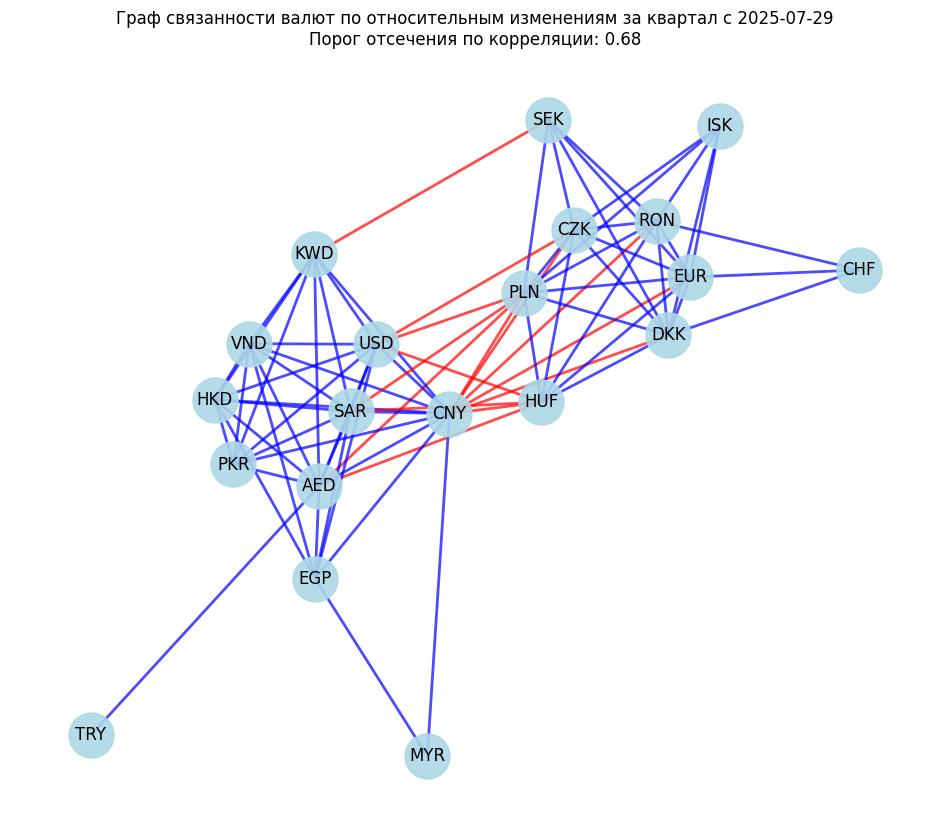 Граф связанности валют по относительным изменениям за квартал с 2025-07-29
Порог отсечения по корреляции: 0.68
SEK
ISK
CZK
RON
KWD
EUR
CHF
PLN
DKK
VND
USD
HKD
SAR
CNY
HUF
PKR
AED
EGP
TRY
MYR